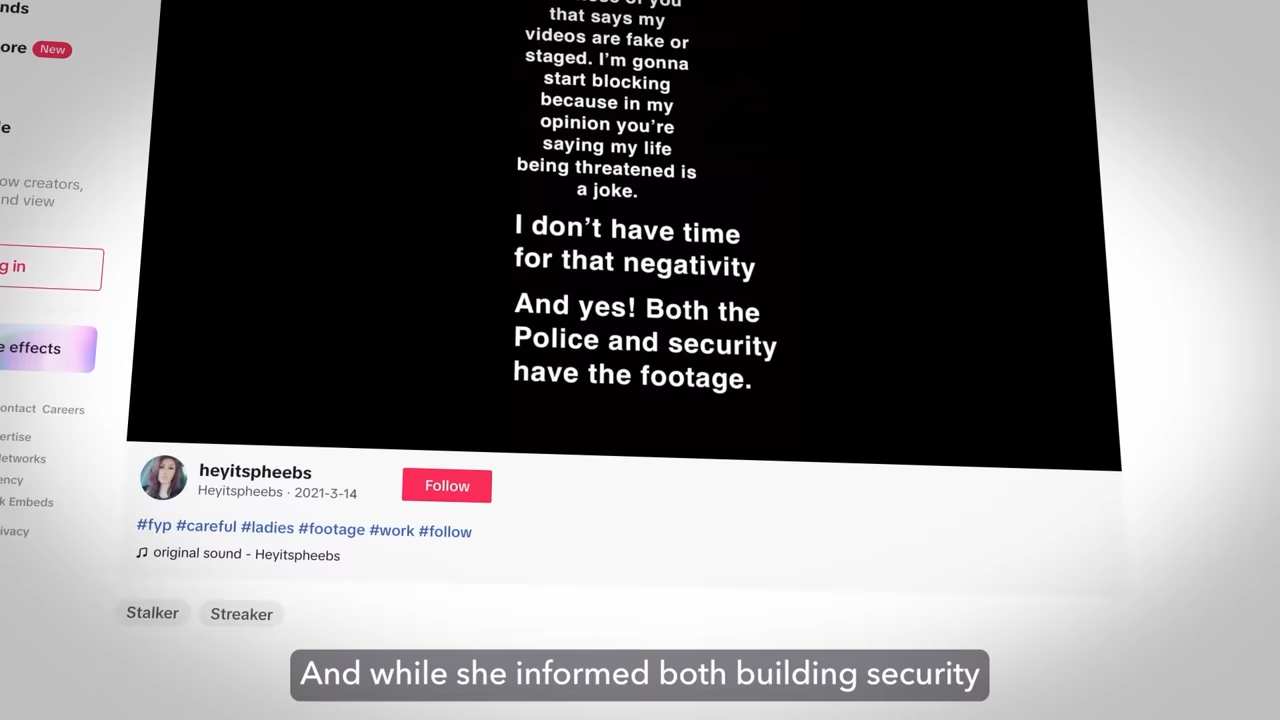 nds
ore New
e
ow creators,
nd view
g in
e effects
ontact Careers
ertise
Networks
ency
k Embeds
ivacy
of you
that says my
videos are fake or
staged. I'm gonna
start blocking
because in my
opinion you're
saying my life
being threatened is
a joke.
I don't have time
for that negativity
And yes! Both the
Police and security
have the footage.
heyitspheebs
Heyitspheebs · 2021-3-14
Follow
#fyp #careful #ladies #footage #work #follow
original sound - Heyitspheebs
Stalker
Streaker
And while she informed both building security